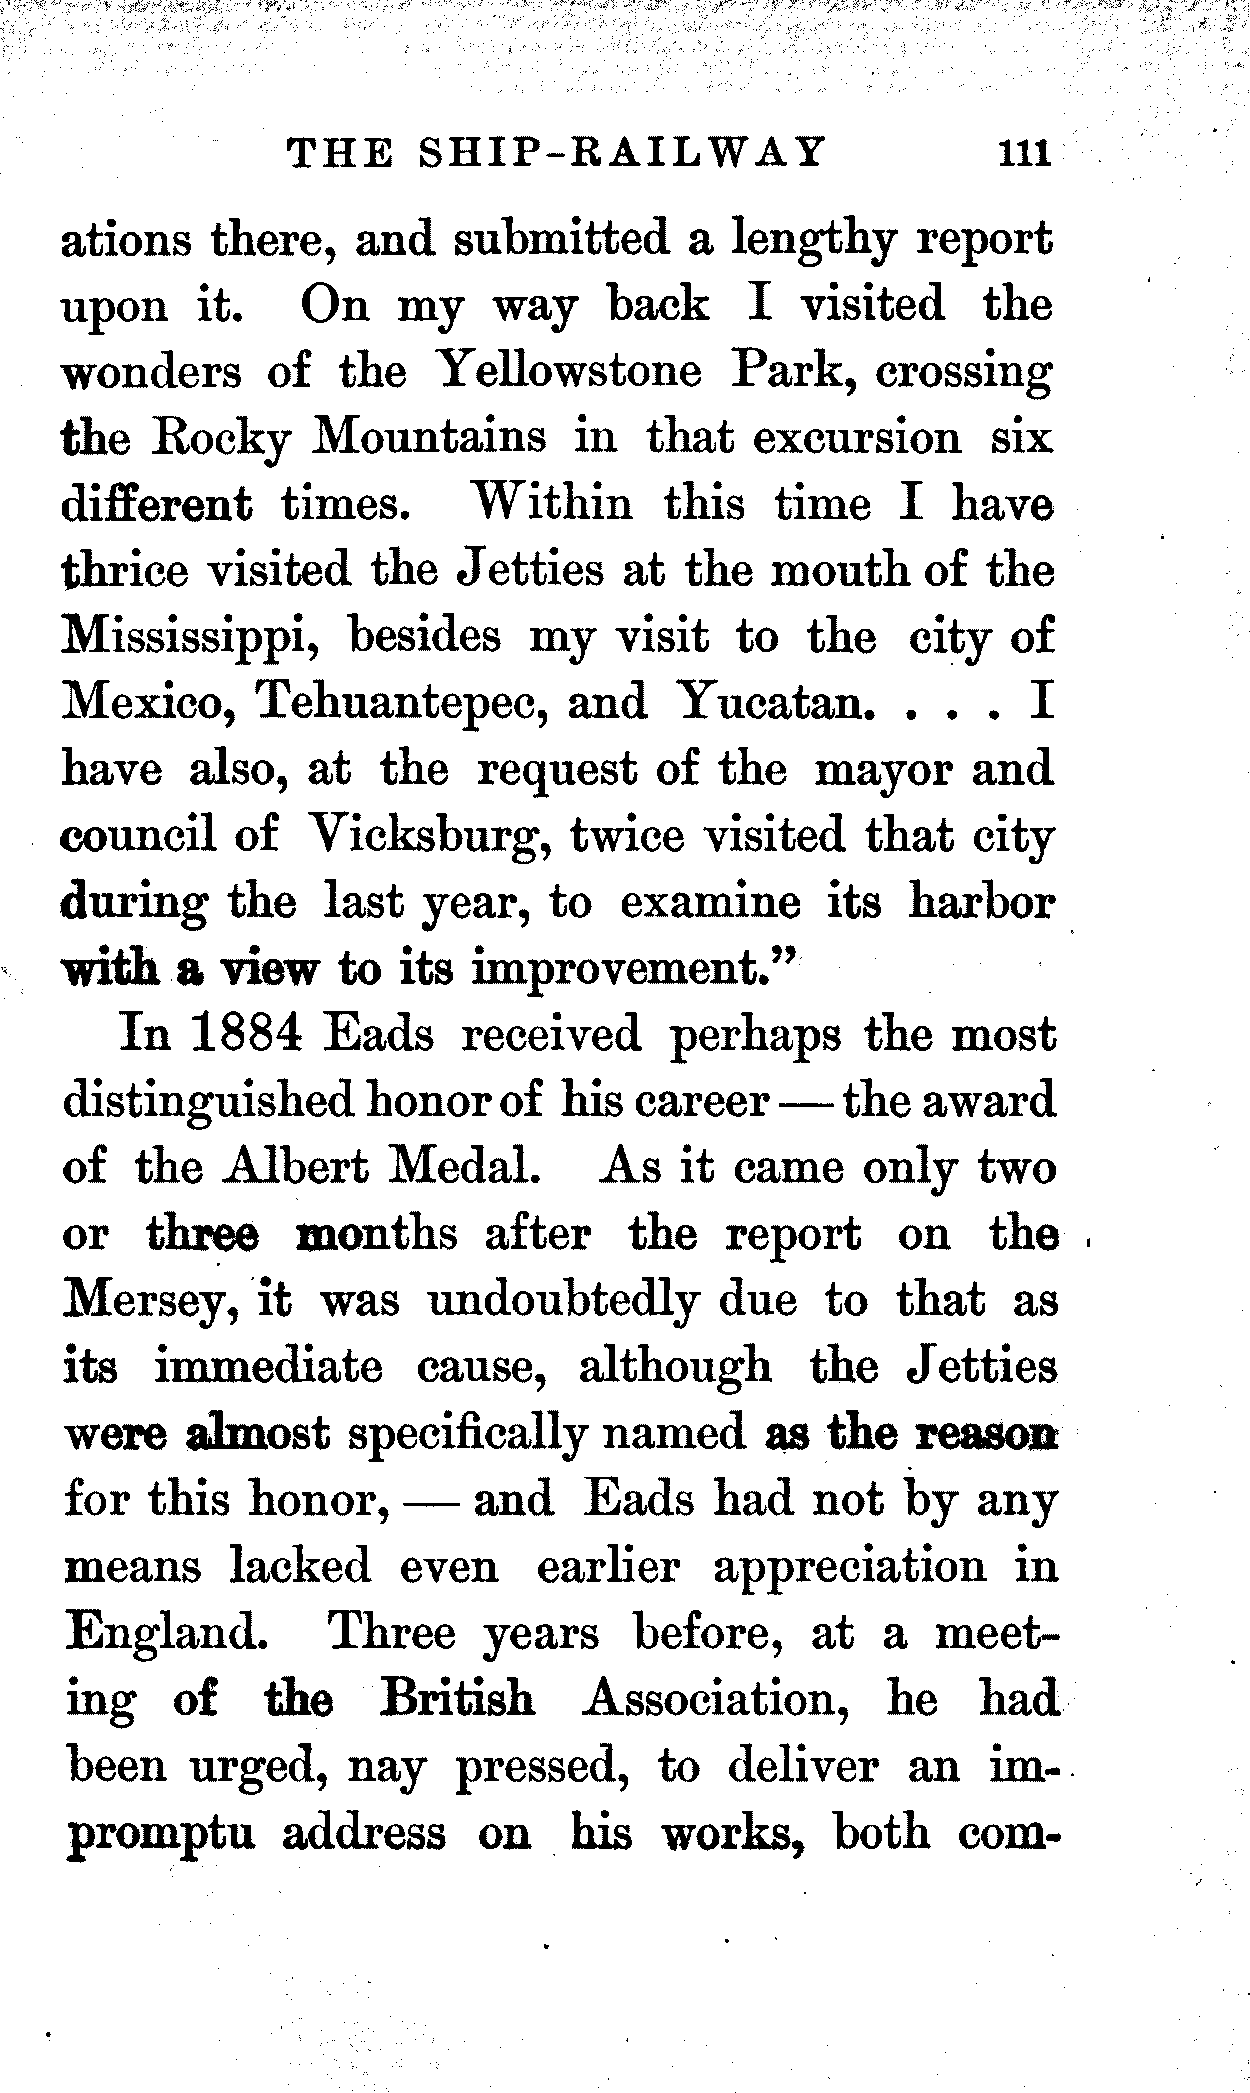 THE SHIP-RAILWAY 111
ations there, and submitted a lengthy report
upon it. On my way back I visited the
wonders of the Yellowstone Park, crossing
the Rocky Mountains in that excursion six
different times. Within this time I have
thrice visited the Jetties at the mouth of the
Mississippi, besides my visit to the city of
Mexico, Tehuantepec, and Yucatan. . . . I
have also, at the request of the mayor and
council of Vicksburg, twice visited that city
during the last year, to examine its harbor
with a view to its improvement.”
In 1884 Eads received perhaps the most
distinguished honor of his career — the award
of the Albert Medal. As it came only two
or three months after the report on the
Mersey, it was undoubtedly due to that as
its immediate cause, although the Jetties
were almost specifically named as the reason
for this honor, — and Eads had not by any
means lacked even earlier appreciation in
England. Three years before, at a meet-
ing of the British Association, he had
been urged, nay pressed, to deliver an im-
promptu address on his works, both com-